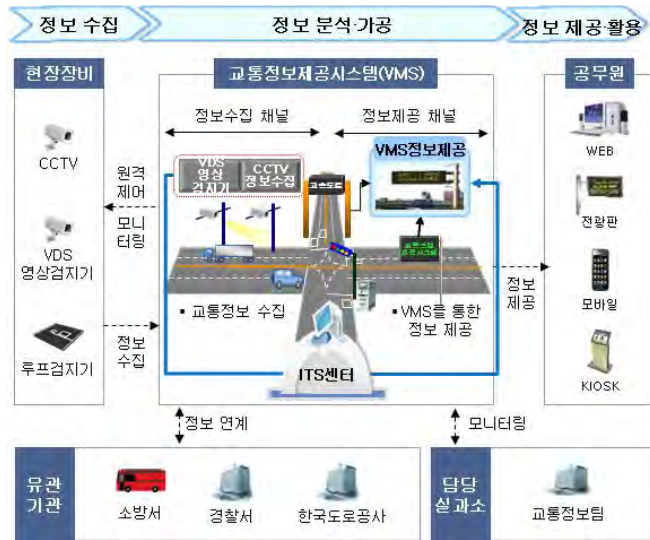 정보 수집
정보 분석·가공
정보 제공·활용
현장장비
CCTV
VDS
영상검지기
루프검지기
원격
제어
모니
터링
정보
수집
교통정보제공시스템(VMS)
정보수집 채널
정보제공 채널
VDS
영상
검지기
CCTV
정보수집
고속도로
VMS정보제공
▪ 교통정보 수집
▪ VMS을 통한
정보 제공
ITS센터
정보
제공
공무원
WEB
전광판
모바일
KIOSK
정보 연계
모니터링
유관
기관
소방서
경찰서
한국도로공사
담당
실과소
교통정보팀